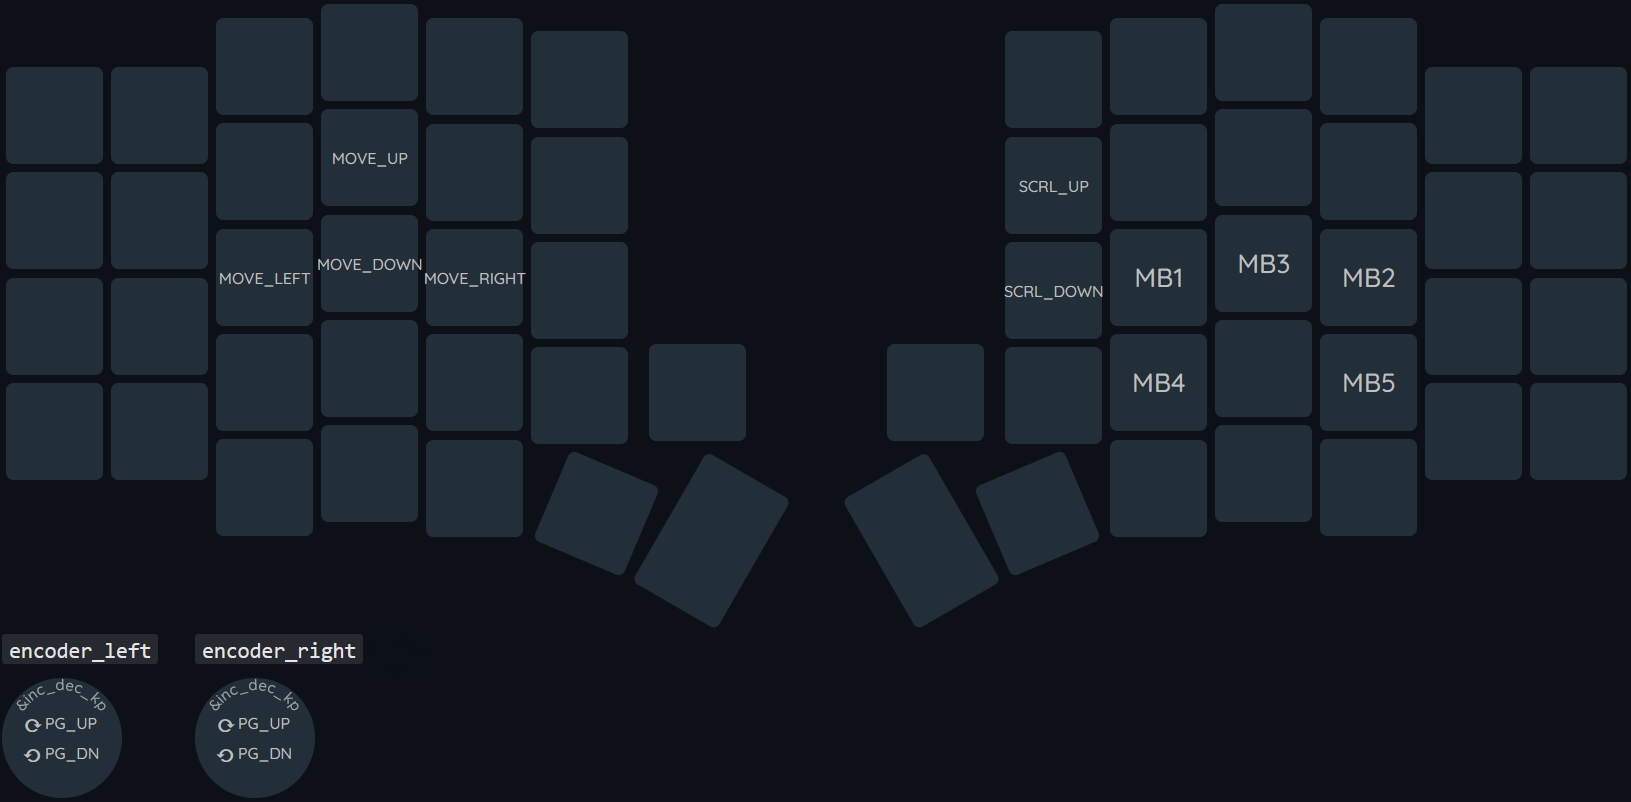 MOVE_UP
SCRL_UP
MOVE_LEFT
MOVE_DOWN
MOVE_RIGHT
SCRL_DOWN
MB1
MB3
MB2
MB4
MB5
encoder_left
encoder_right
&inc_dec_kp
PG_UP
PG_DN
&inc_dec_kp
PG_UP
PG_DN